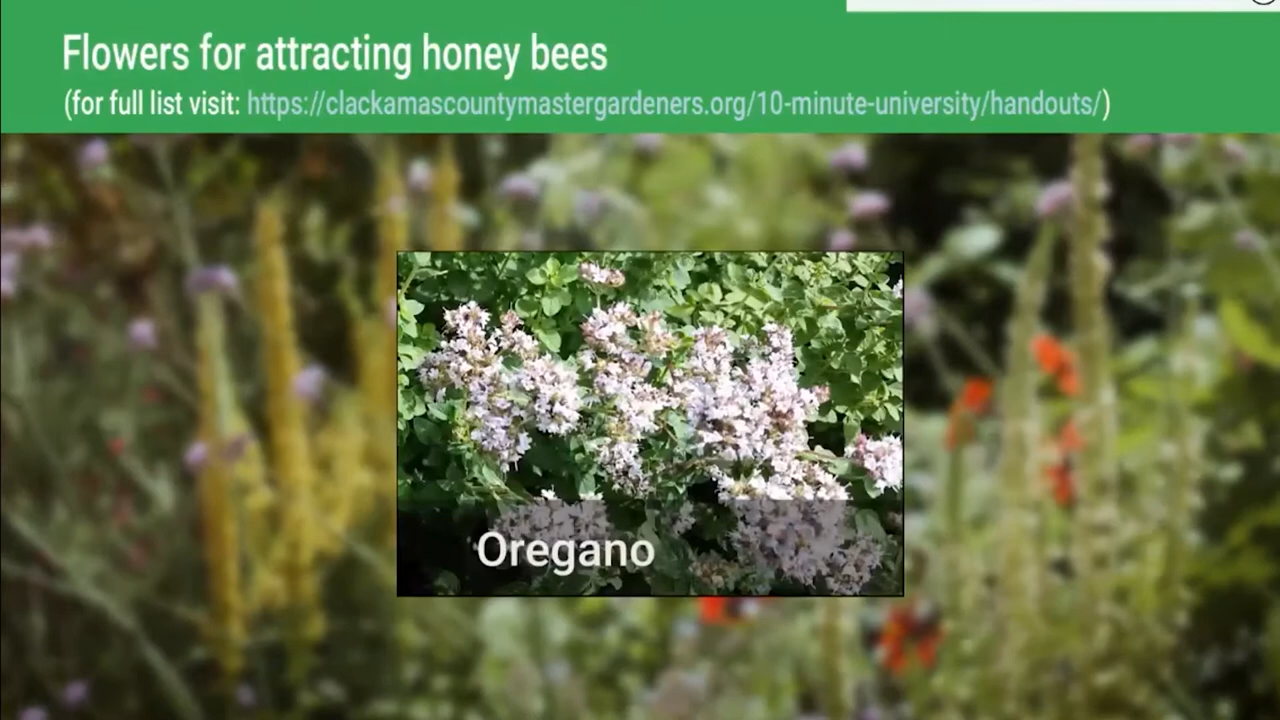 Flowers for attracting honey bees
(for full list visit: https://clackamascountymastergardeners.org/10-minute-university/handouts/)
Oregano